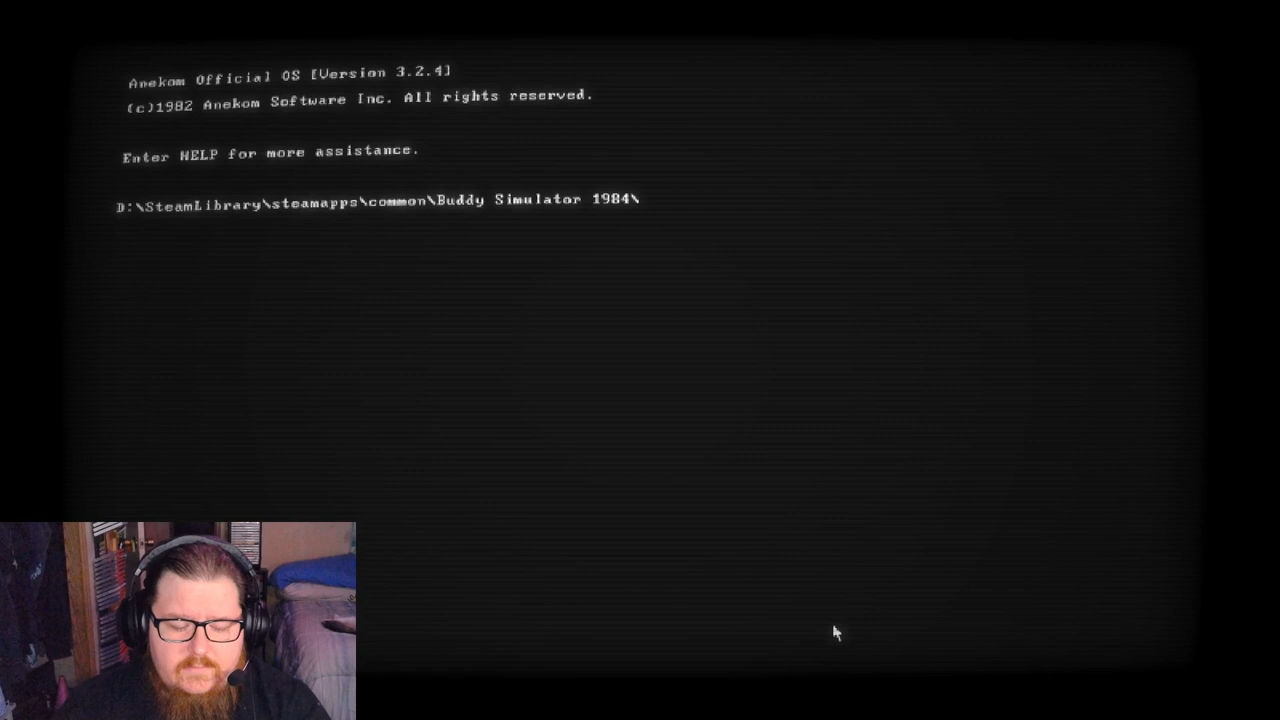 Anekom Official OS [Version 3.2.4]
(c)1982 Anekom Software Inc. All rights reserved.
Enter HELP for more assistance.
D:\SteamLibrary\steamapps\common\Buddy Simulator 1984\